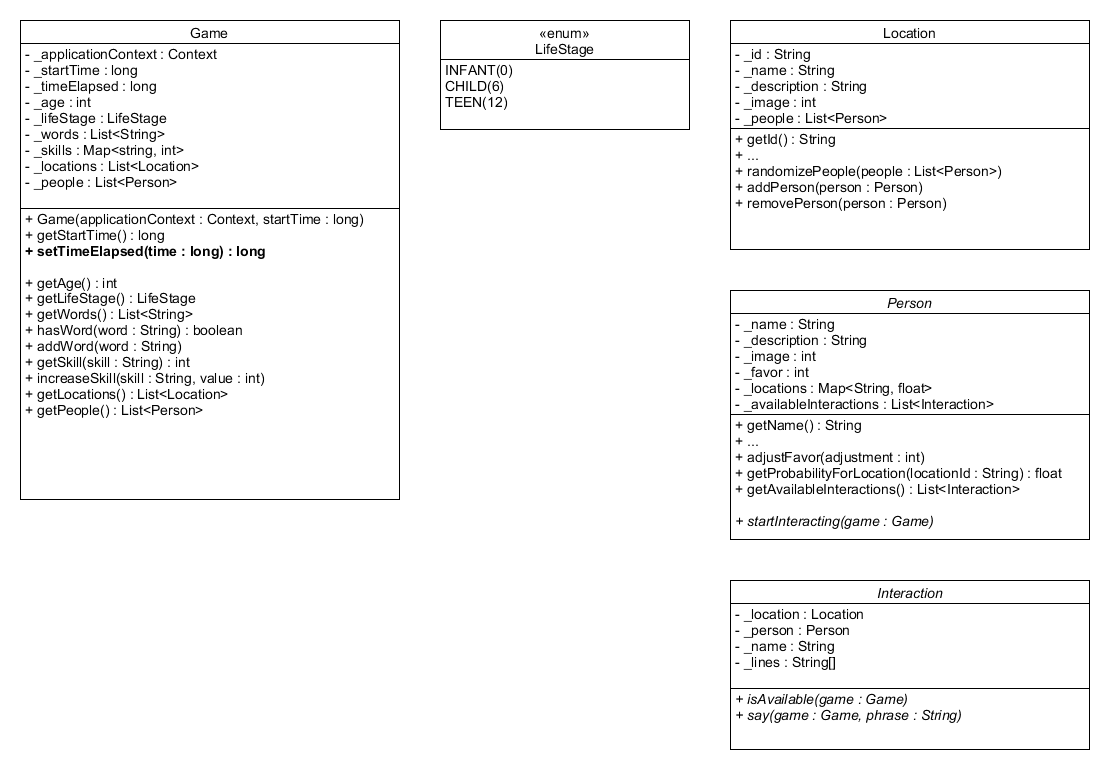 Game
- _applicationContext : Context
- _startTime : long
- _timeElapsed : long
- _age : int
- _lifeStage : LifeStage
- _words : List<String>
- _skills : Map<string, int>
- _locations : List<Location>
- _people : List<Person>
+ Game(applicationContext : Context, startTime : long)
+ getStartTime() : long
+ setTimeElapsed(time : long) : long
+ getAge() : int
+ getLifeStage() : LifeStage
+ getWords() : List<String>
+ hasWord(word : String) : boolean
+ addWord(word : String)
+ getSkill(skill : String) : int
+ increaseSkill(skill : String, value : int)
+ getLocations() : List<Location>
+ getPeople() : List<Person>
«enum»
LifeStage
INFANT(0)
CHILD(6)
TEEN(12)
Location
- _id : String
- _name : String
- _description : String
- _image : int
- _people : List<Person>
+ getId() : String
+ ...
+ randomizePeople(people : List<Person>)
+ addPerson(person : Person)
+ removePerson(person : Person)
Person
- _name : String
- _description : String
- _image : int
- _favor : int
- _locations : Map<String, float>
- _availableInteractions : List<Interaction>
+ getName() : String
+ ...
+ adjustFavor(adjustment : int)
+ getProbabilityForLocation(locationId : String) : float
+ getAvailableInteractions() : List<Interaction>
+ startInteracting(game : Game)
Interaction
- _location : Location
- _person : Person
- _name : String
- _lines : String[]
+ isAvailable(game : Game)
+ say(game : Game, phrase : String)